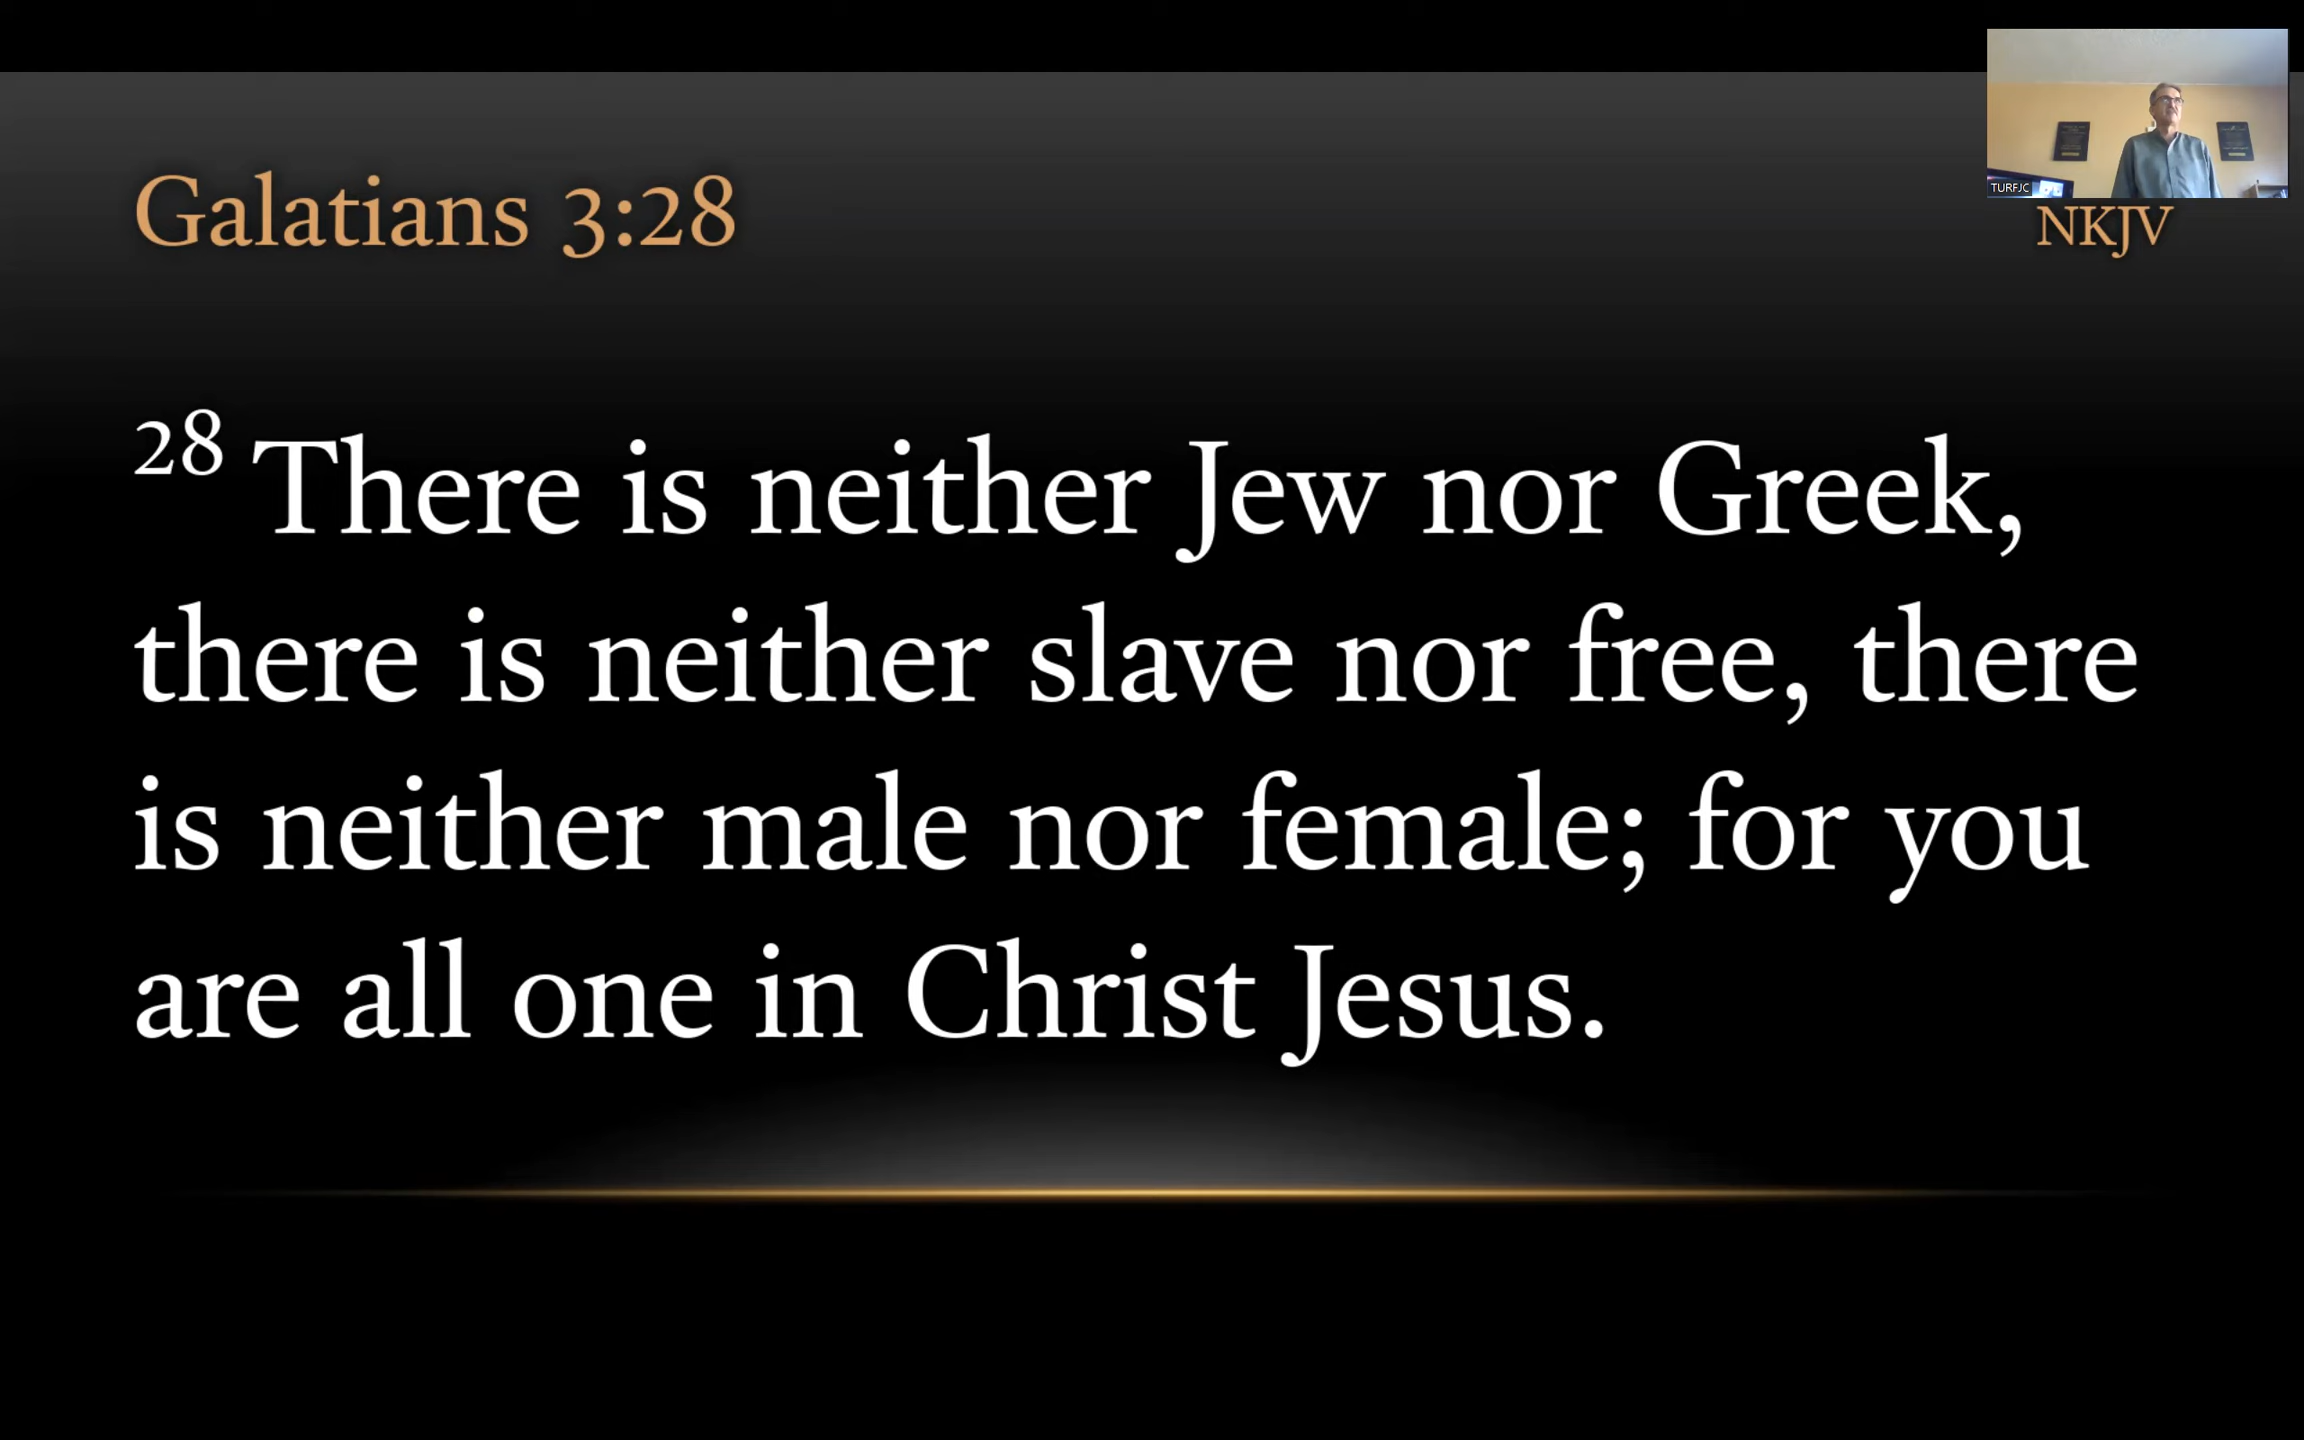 TURFJC
Galatians 3:28
NKJV
28 There is neither Jew nor Greek,
there is neither slave nor free, there
is neither male nor female; for you
are all one in Christ Jesus.